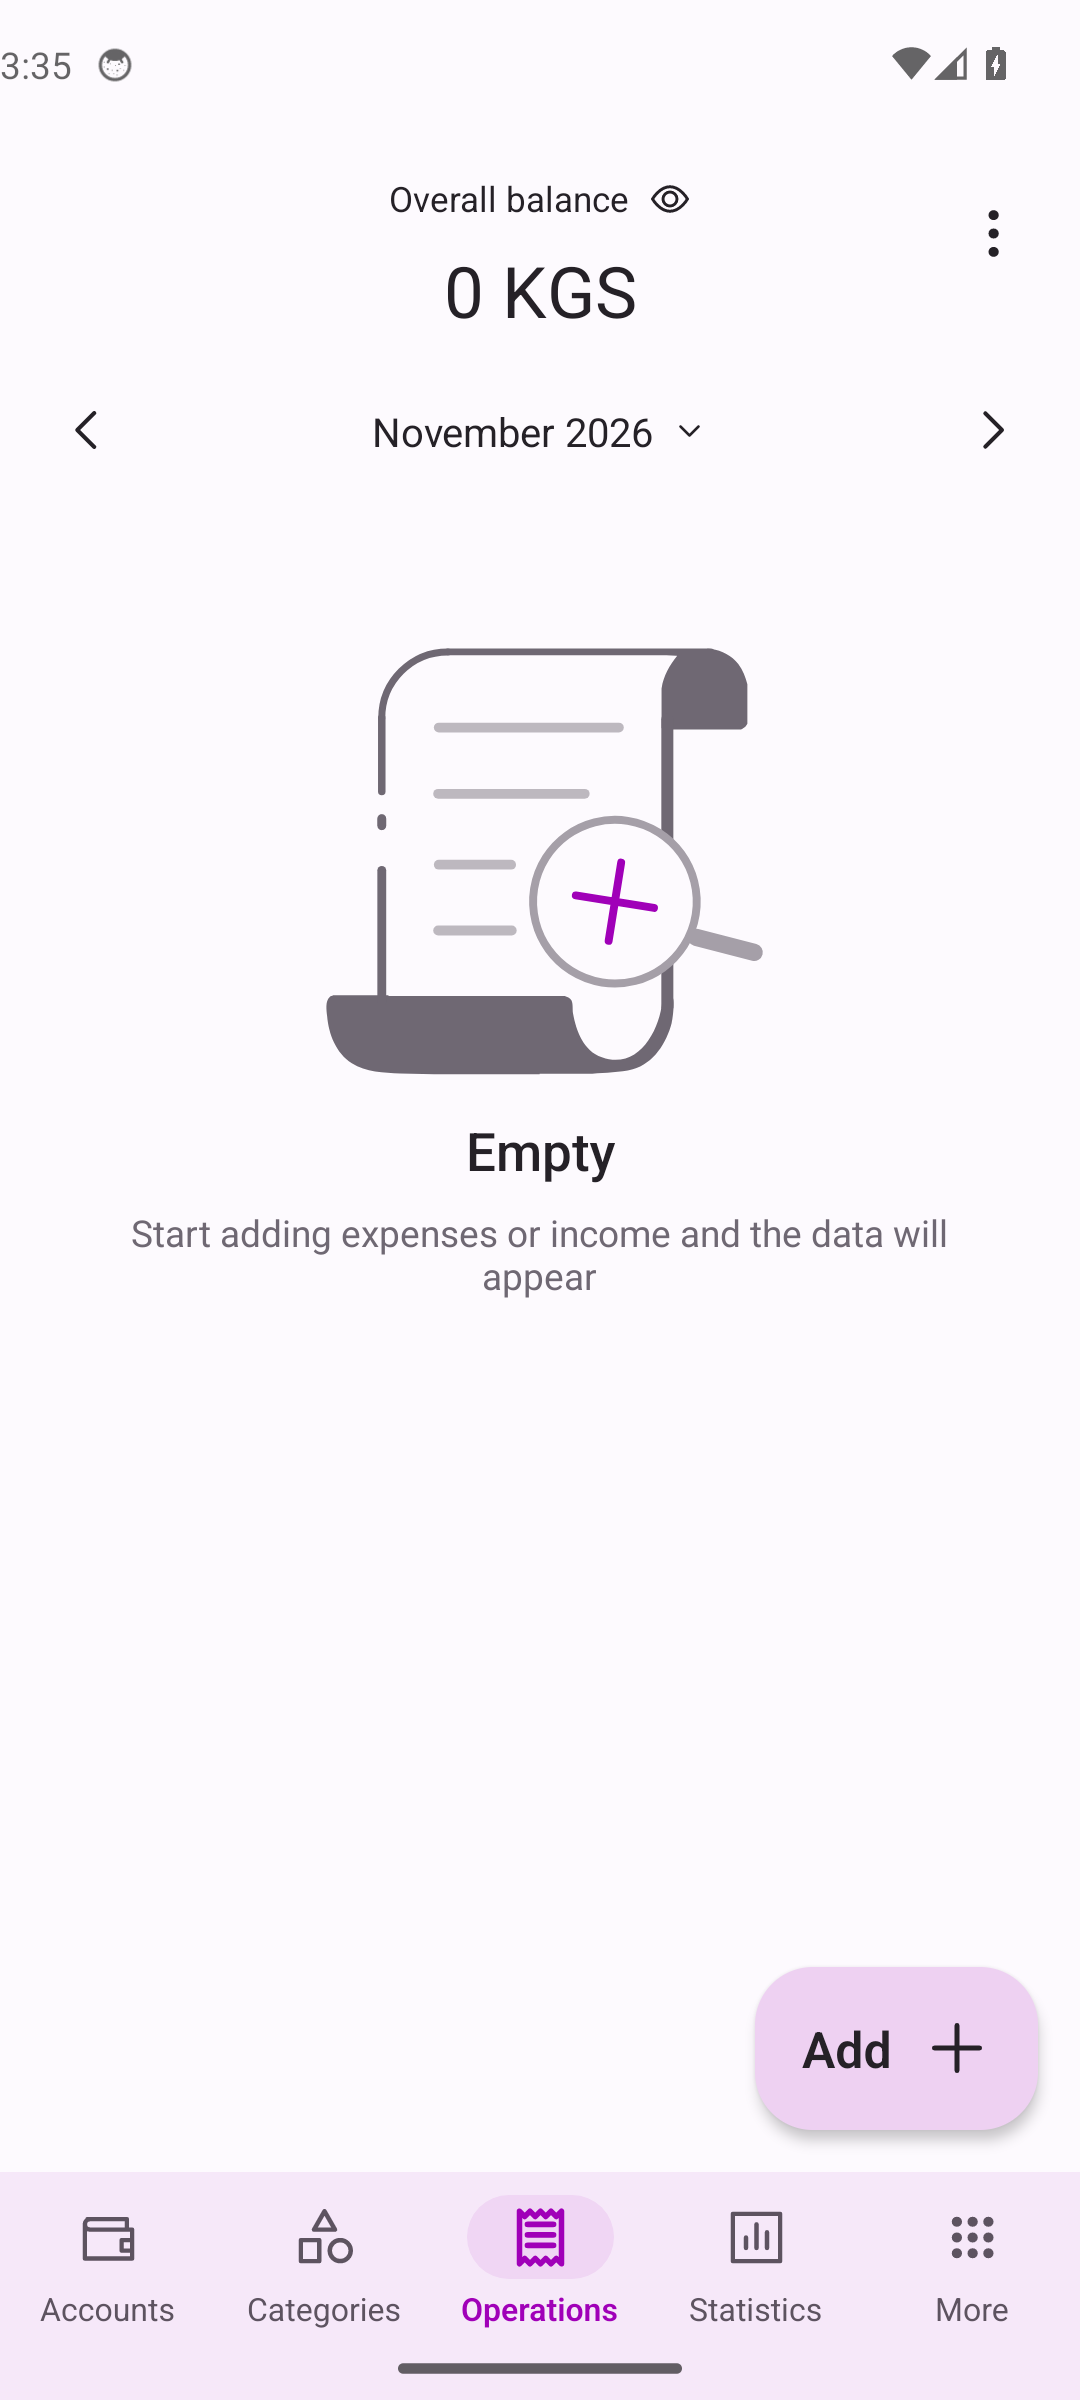 3:35
Overall balance
0 KGS
November 2026
Empty
Start adding expenses or income and the data will
appear
Add
Accounts
Categories
Operations
Statistics
More